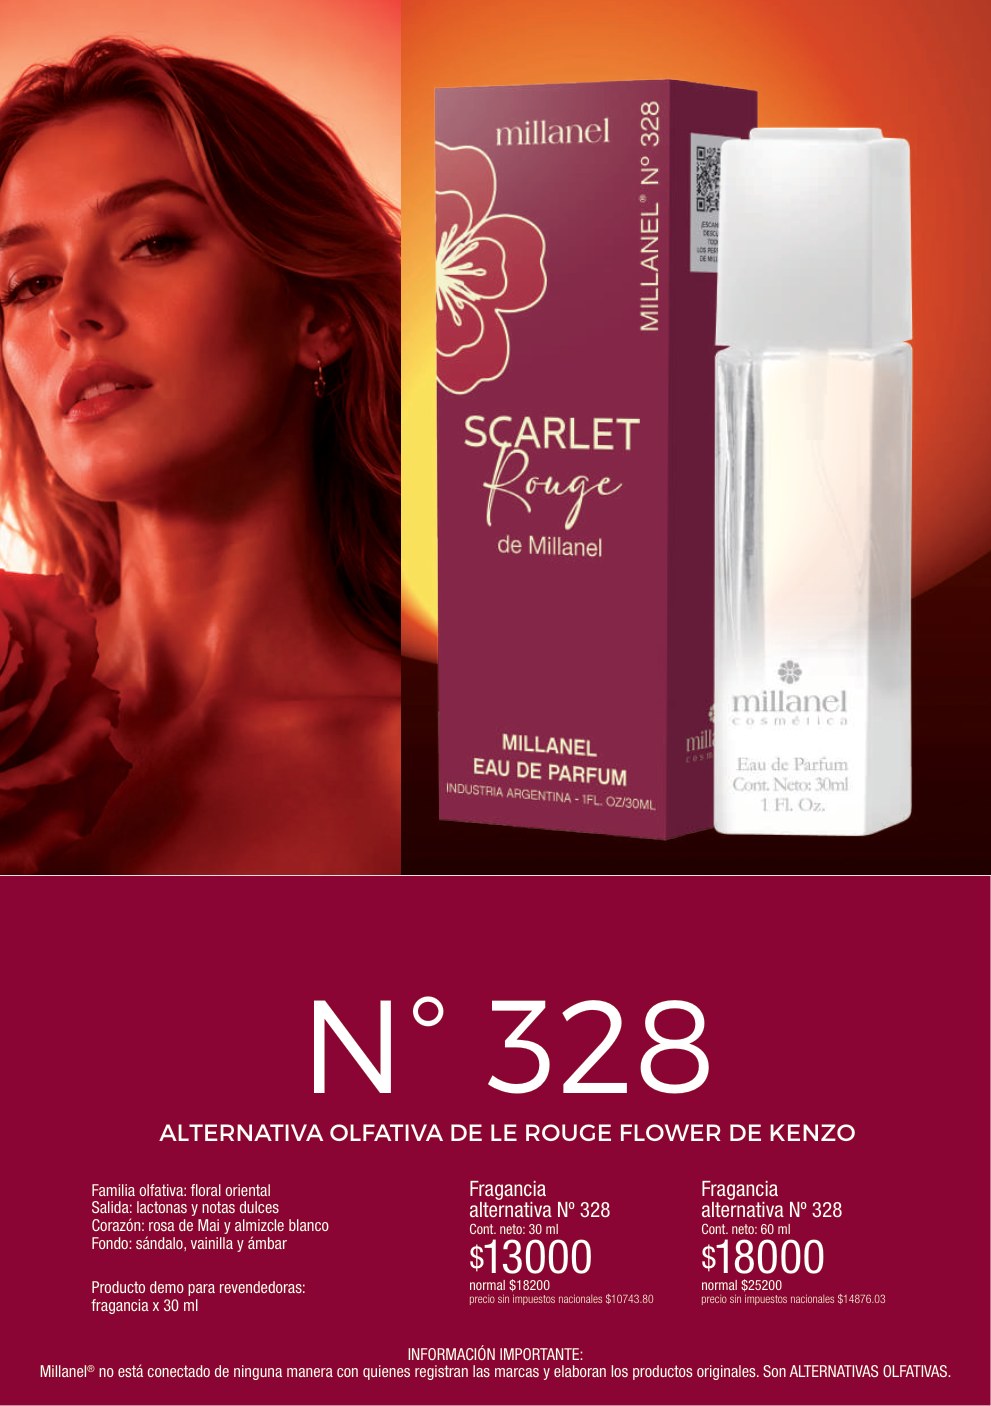 millanel
MILLANEL® Nº 328
SCARLET
Rouge
de Millanel
MILLANEL
EAU DE PARFUM
INDUSTRIA ARGENTINA - 1FL. OZ/30ML
millanel
cosmética
Eau de Parfum
Cont. Neto: 30ml
1 Fl. Oz.
N° 328
ALTERNATIVA OLFATIVA DE LE ROUGE FLOWER DE KENZO
Familia olfativa: floral oriental
Salida: lactonas y notas dulces
Corazón: rosa de Mai y almizcle blanco
Fondo: sándalo, vainilla y ámbar
Producto demo para revendedoras:
fragancia x 30 ml
Fragancia
alternativa Nº 328
Cont. neto: 30 ml
$13000
normal $18200
precio sin impuestos nacionales $10743.80
Fragancia
alternativa Nº 328
Cont. neto: 60 ml
$18000
normal $25200
precio sin impuestos nacionales $14876.03
INFORMACIÓN IMPORTANTE:
Millanel® no está conectado de ninguna manera con quienes registran las marcas y elaboran los productos originales. Son ALTERNATIVAS OLFATIVAS.